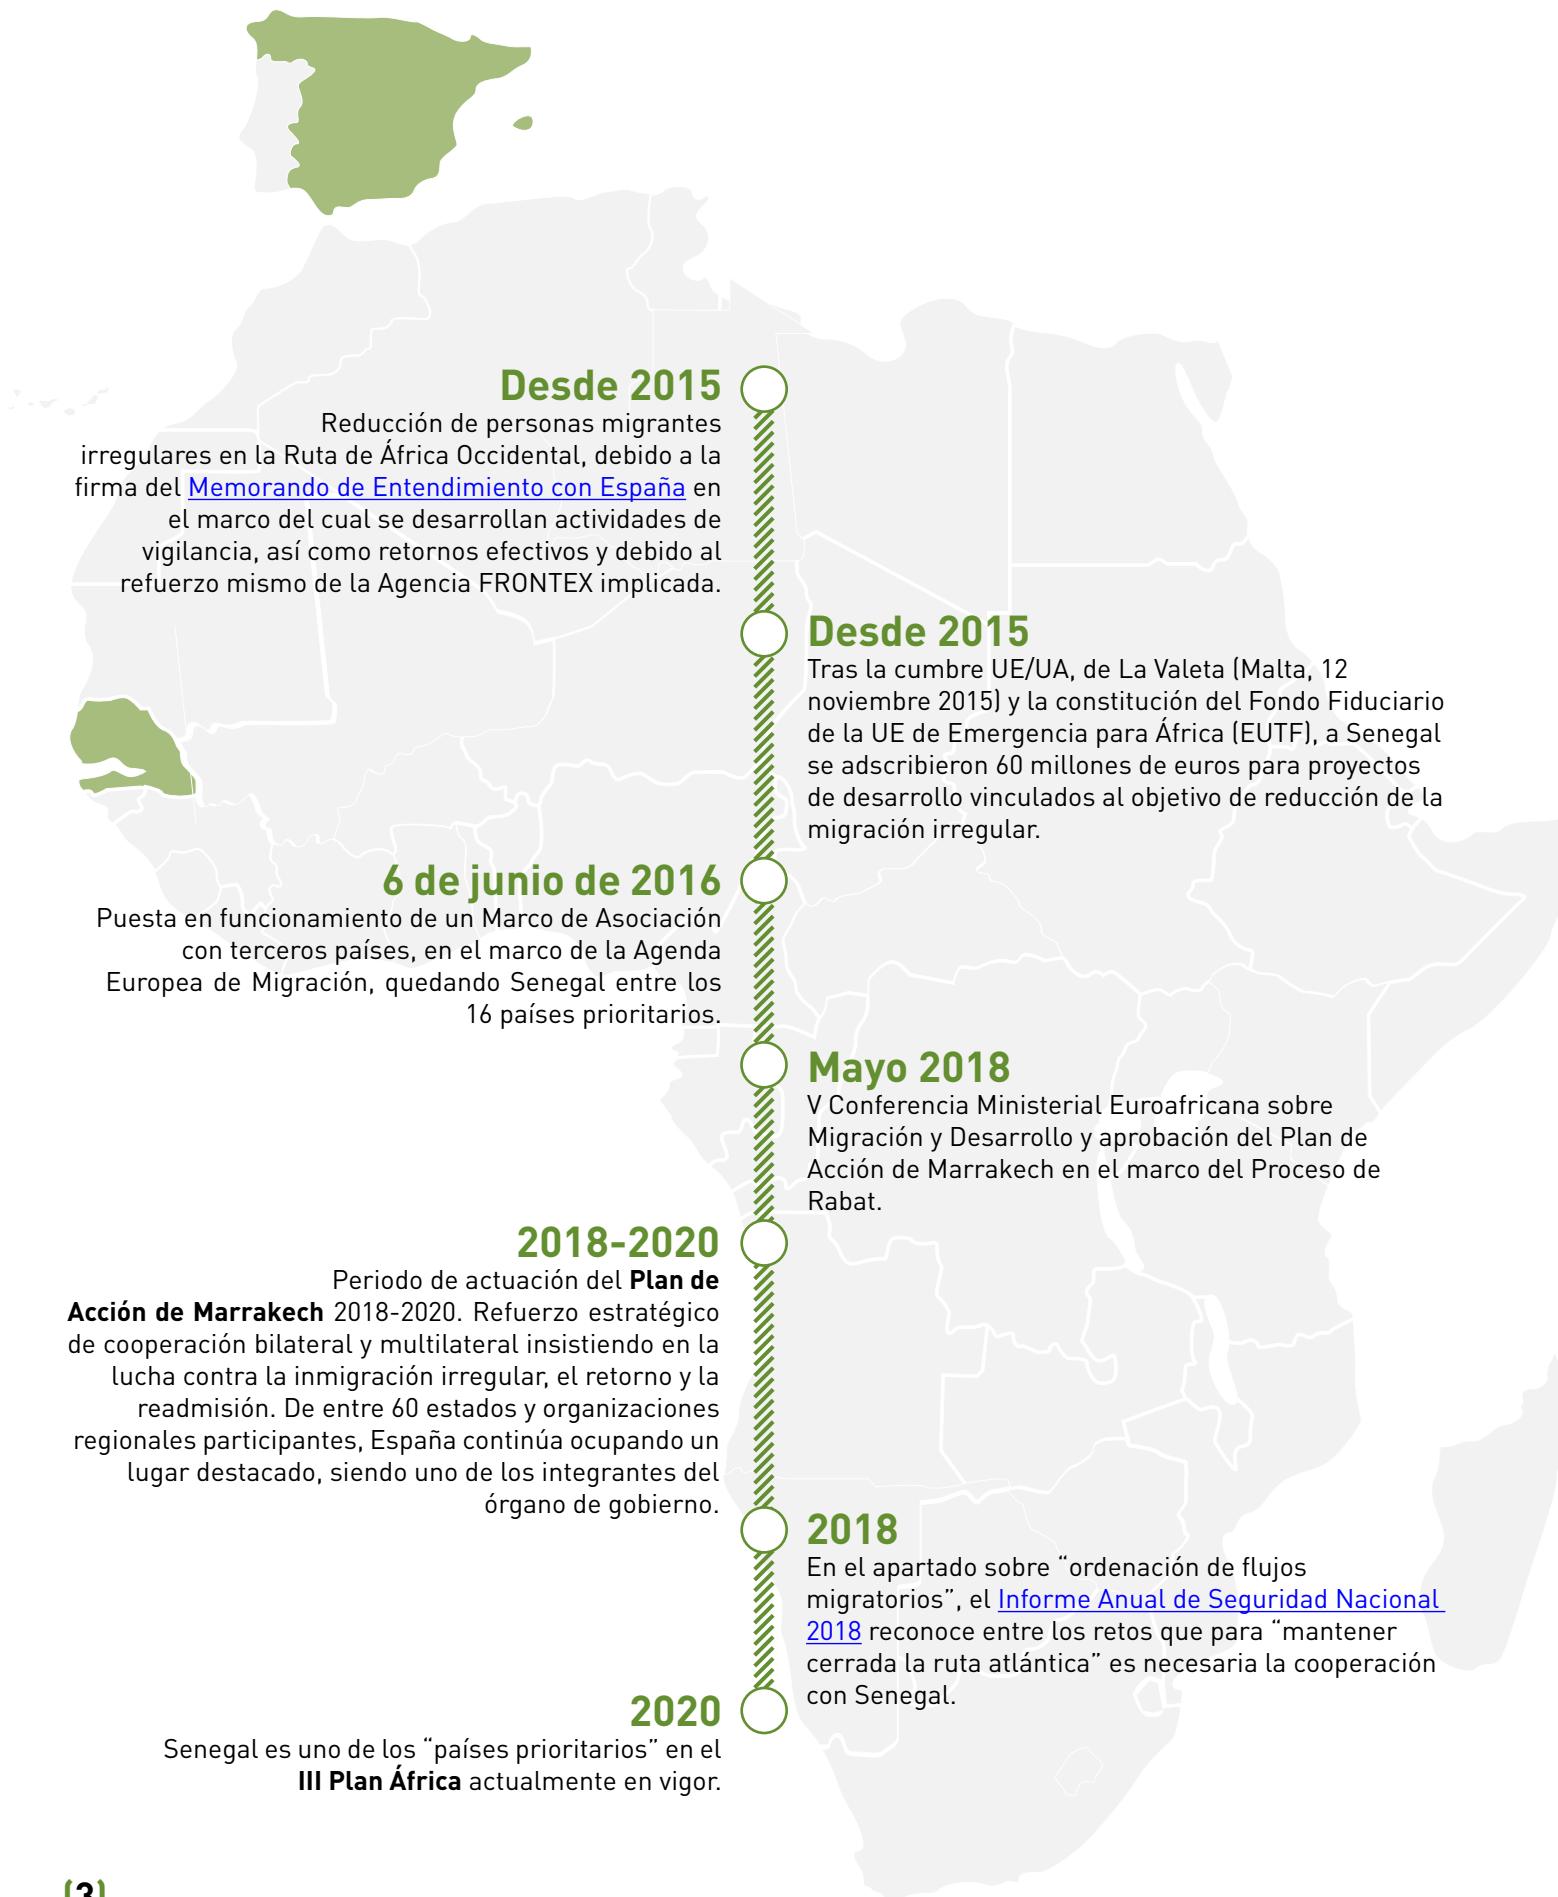 Desde 2015
Reducción de personas migrantes
irregulares en la Ruta de África Occidental, debido a la
firma del Memorando de Entendimiento con España en
el marco del cual se desarrollan actividades de
vigilancia, así como retornos efectivos y debido al
refuerzo mismo de la Agencia FRONTEX implicada.
Desde 2015
Tras la cumbre UE/UA, de La Valeta (Malta, 12
noviembre 2015) y la constitución del Fondo Fiduciario
de la UE de Emergencia para África (EUTF), a Senegal
se adscribieron 60 millones de euros para proyectos
de desarrollo vinculados al objetivo de reducción de la
migración irregular.
6 de junio de 2016
Puesta en funcionamiento de un Marco de Asociación
con terceros países, en el marco de la Agenda
Europea de Migración, quedando Senegal entre los
16 países prioritarios.
Mayo 2018
V Conferencia Ministerial Euroafricana sobre
Migración y Desarrollo y aprobación del Plan de
Acción de Marrakech en el marco del Proceso de
Rabat.
2018-2020
Periodo de actuación del Plan de
Acción de Marrakech 2018-2020. Refuerzo estratégico
de cooperación bilateral y multilateral insistiendo en la
lucha contra la inmigración irregular, el retorno y la
readmisión. De entre 60 estados y organizaciones
regionales participantes, España continúa ocupando un
lugar destacado, siendo uno de los integrantes del
órgano de gobierno.
2018
En el apartado sobre “ordenación de flujos
migratorios”, el Informe Anual de Seguridad Nacional
2018 reconoce entre los retos que para “mantener
cerrada la ruta atlántica” es necesaria la cooperación
con Senegal.
2020
Senegal es uno de los “países prioritarios” en el
III Plan África actualmente en vigor.
(3)